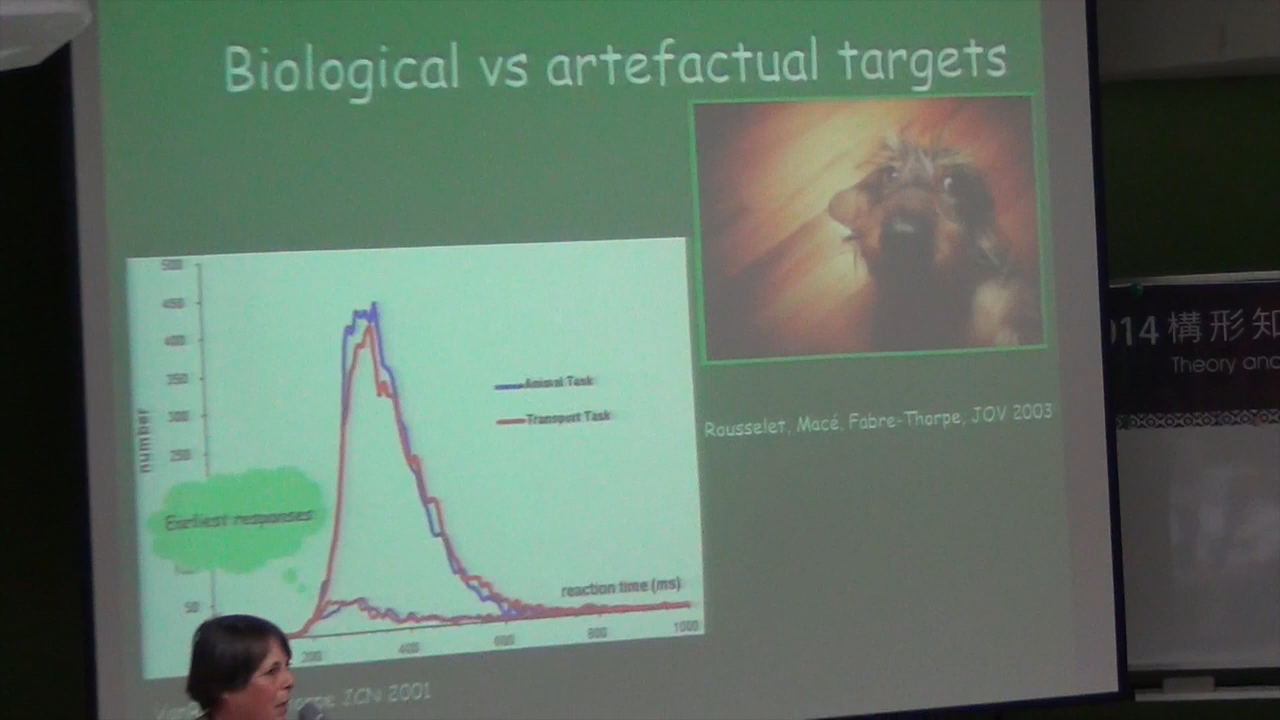 Biological vs artefactual targets
500
450
400
350
300
250
50
number
Animal Task
Transport Task
Earliest responses
reaction time (ms)
200
400
600
800
1000
Rousselet, Macé, Fabre-Thorpe, JOV 2003
JCN 2001
014 構形知
Theory and